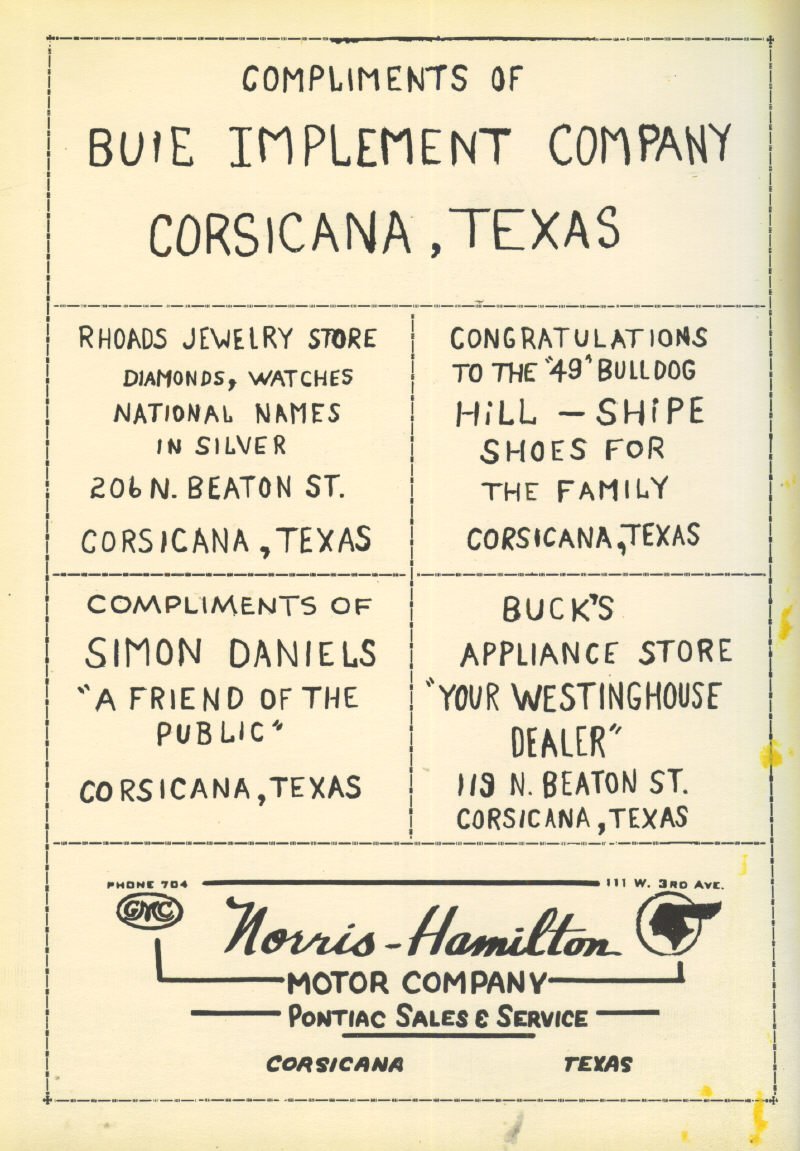 COMPLIMENTS OF
BUIE IMPLEMENT COMPANY
CORSICANA, TEXAS
RHOADS JEWELRY STORE
DIAMONDS, WATCHES
NATIONAL NAMES
IN SILVER
206 N. BEATON ST.
CORSICANA, TEXAS
CONGRATULATIONS
TO THE "49" BULLDOG
HILL - SHIPE
SHOES FOR
THE FAMILY
CORSICANA, TEXAS
COMPLIMENTS OF
SIMON DANIELS
"A FRIEND OF THE
PUBLIC"
CORSICANA, TEXAS
BUCK'S
APPLIANCE STORE
"YOUR WESTINGHOUSE
DEALER"
119 N. BEATON ST.
CORSICANA, TEXAS
PHONE 704 111 W. 3RD AVE.
GMC
Norris-Hamilton
MOTOR COMPANY
PONTIAC SALES & SERVICE
CORSICANA TEXAS